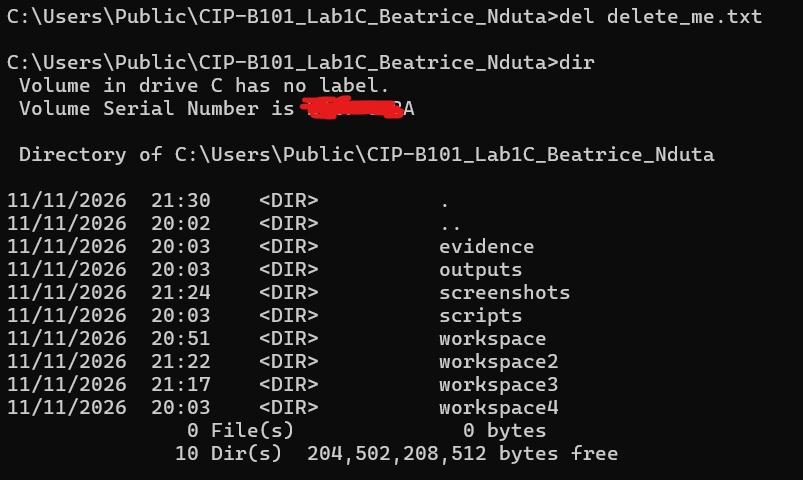 C:\Users\Public\CIP-B101_Lab1C_Beatrice_Nduta>del delete_me.txt
C:\Users\Public\CIP-B101_Lab1C_Beatrice_Nduta>dir
Volume in drive C has no label.
Volume Serial Number is
Directory of C:\Users\Public\CIP-B101_Lab1C_Beatrice_Nduta
11/11/2026  21:30    <DIR>          .
11/11/2026  20:02    <DIR>          ..
11/11/2026  20:03    <DIR>          evidence
11/11/2026  20:03    <DIR>          outputs
11/11/2026  21:24    <DIR>          screenshots
11/11/2026  20:03    <DIR>          scripts
11/11/2026  20:51    <DIR>          workspace
11/11/2026  21:22    <DIR>          workspace2
11/11/2026  21:17    <DIR>          workspace3
11/11/2026  20:03    <DIR>          workspace4
0 File(s)              0 bytes
10 Dir(s)  204,502,208,512 bytes free